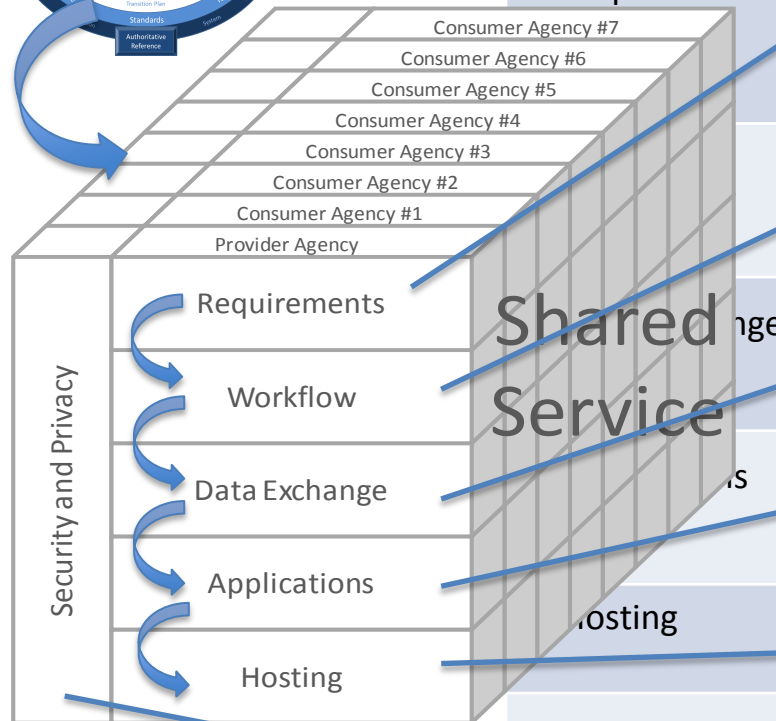 Transition Plan
Standards
System
Authoritative
Reference
Consumer Agency #7
Consumer Agency #6
Consumer Agency #5
Consumer Agency #4
Consumer Agency #3
Consumer Agency #2
Consumer Agency #1
Provider Agency
Security and Privacy
Requirements
Workflow
Data Exchange
Applications
Hosting
Shared
Service